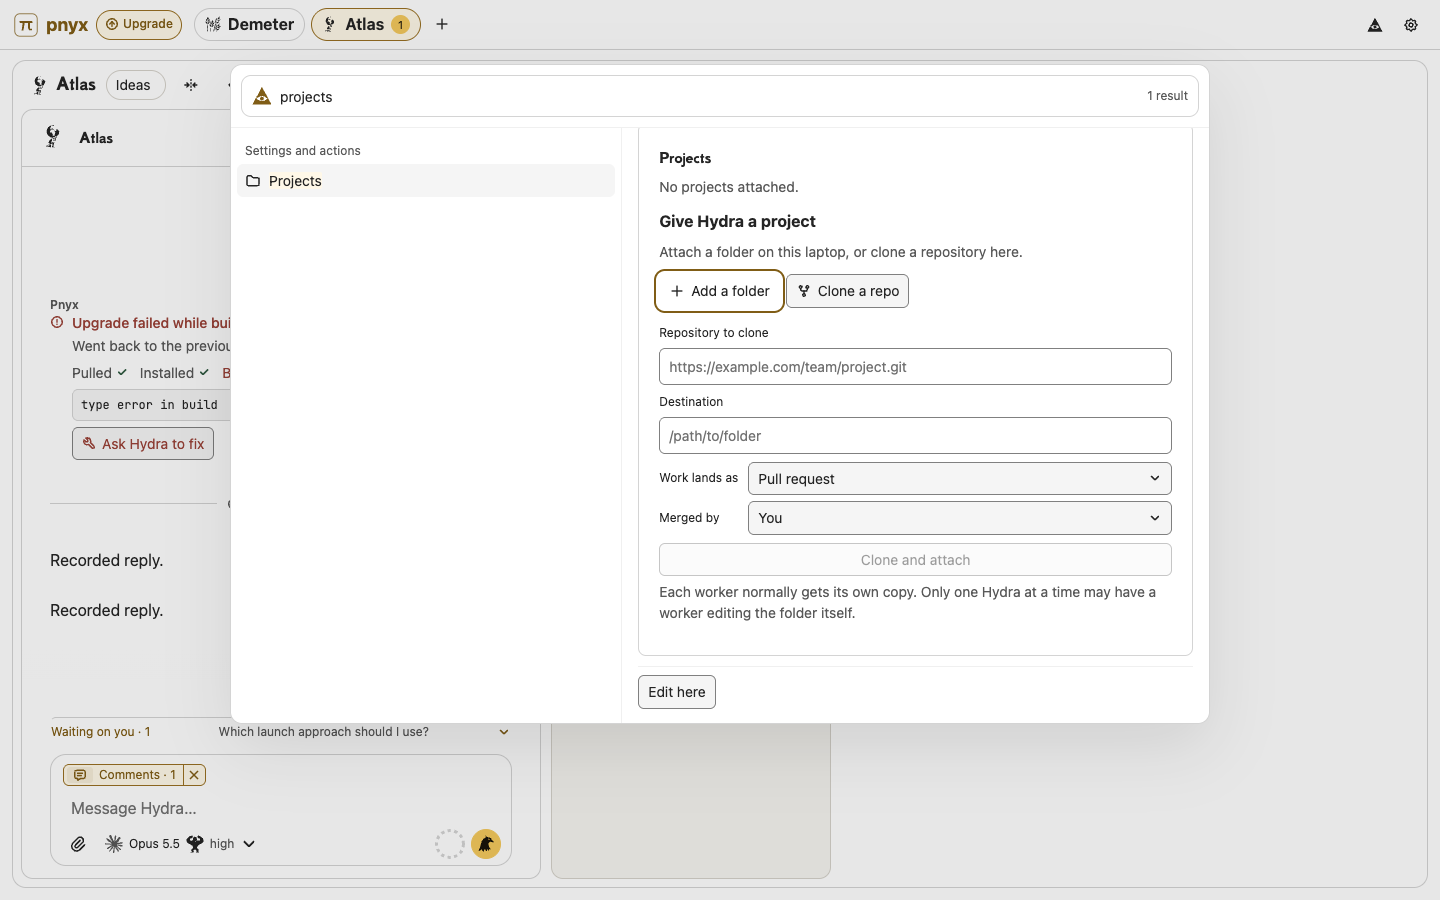 pnyx
Upgrade
Demeter
Atlas
1
Atlas
Ideas
projects
1 result
Atlas
Settings and actions
Projects
Projects
No projects attached.
Give Hydra a project
Attach a folder on this laptop, or clone a repository here.
Add a folder
Clone a repo
Repository to clone
https://example.com/team/project.git
Destination
/path/to/folder
Work lands as
Pull request
Merged by
You
Clone and attach
Each worker normally gets its own copy. Only one Hydra at a time may have a
worker editing the folder itself.
Edit here
Pnyx
Upgrade failed while
Went back to the
Pulled
Installed
type error in build
Ask Hydra to fix
Recorded reply.
Recorded reply.
Waiting on you · 1
Which launch approach should I use?
Comments · 1
Message Hydra...
Opus 5.5
high